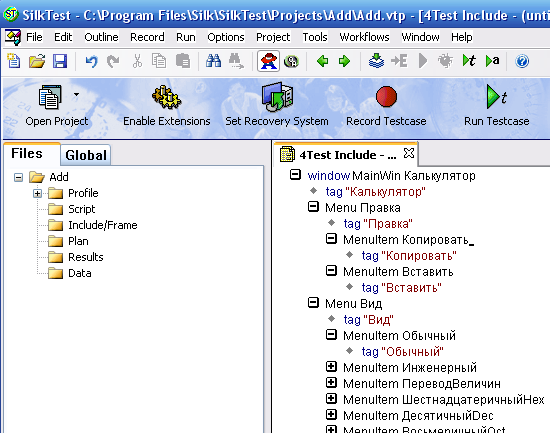 SilkTest - C:\Program Files\Silk\SilkTest\Projects\Add\Add.vtp - [4Test Include - (unti
File Edit Outline Record Run Options Project Tools Workflows Window Help
Open Project Enable Extensions Set Recovery System Record Testcase Run Testcase
Files Global
Add
Profile
Script
Include/Frame
Plan
Results
Data
4Test Include - ...
window MainWin Калькулятор
tag "Калькулятор"
Menu Правка
tag "Правка"
MenuItem Копировать
tag "Копировать"
MenuItem Вставить
tag "Вставить"
Menu Вид
tag "Вид"
MenuItem Обычный
tag "Обычный"
MenuItem Инженерный
MenuItem ПереводВеличин
MenuItem ШестнадцатеричныйHex
MenuItem ДесятичныйDec
MenuItem ВосьмеричныйOct